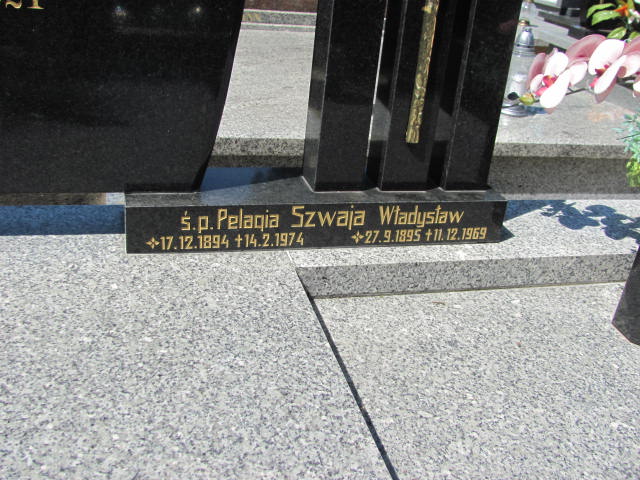 ś.p. Pelagia Szwaja Władysław
17.12.1894 †14.2.1974 27.9.1895 †11.12.1969